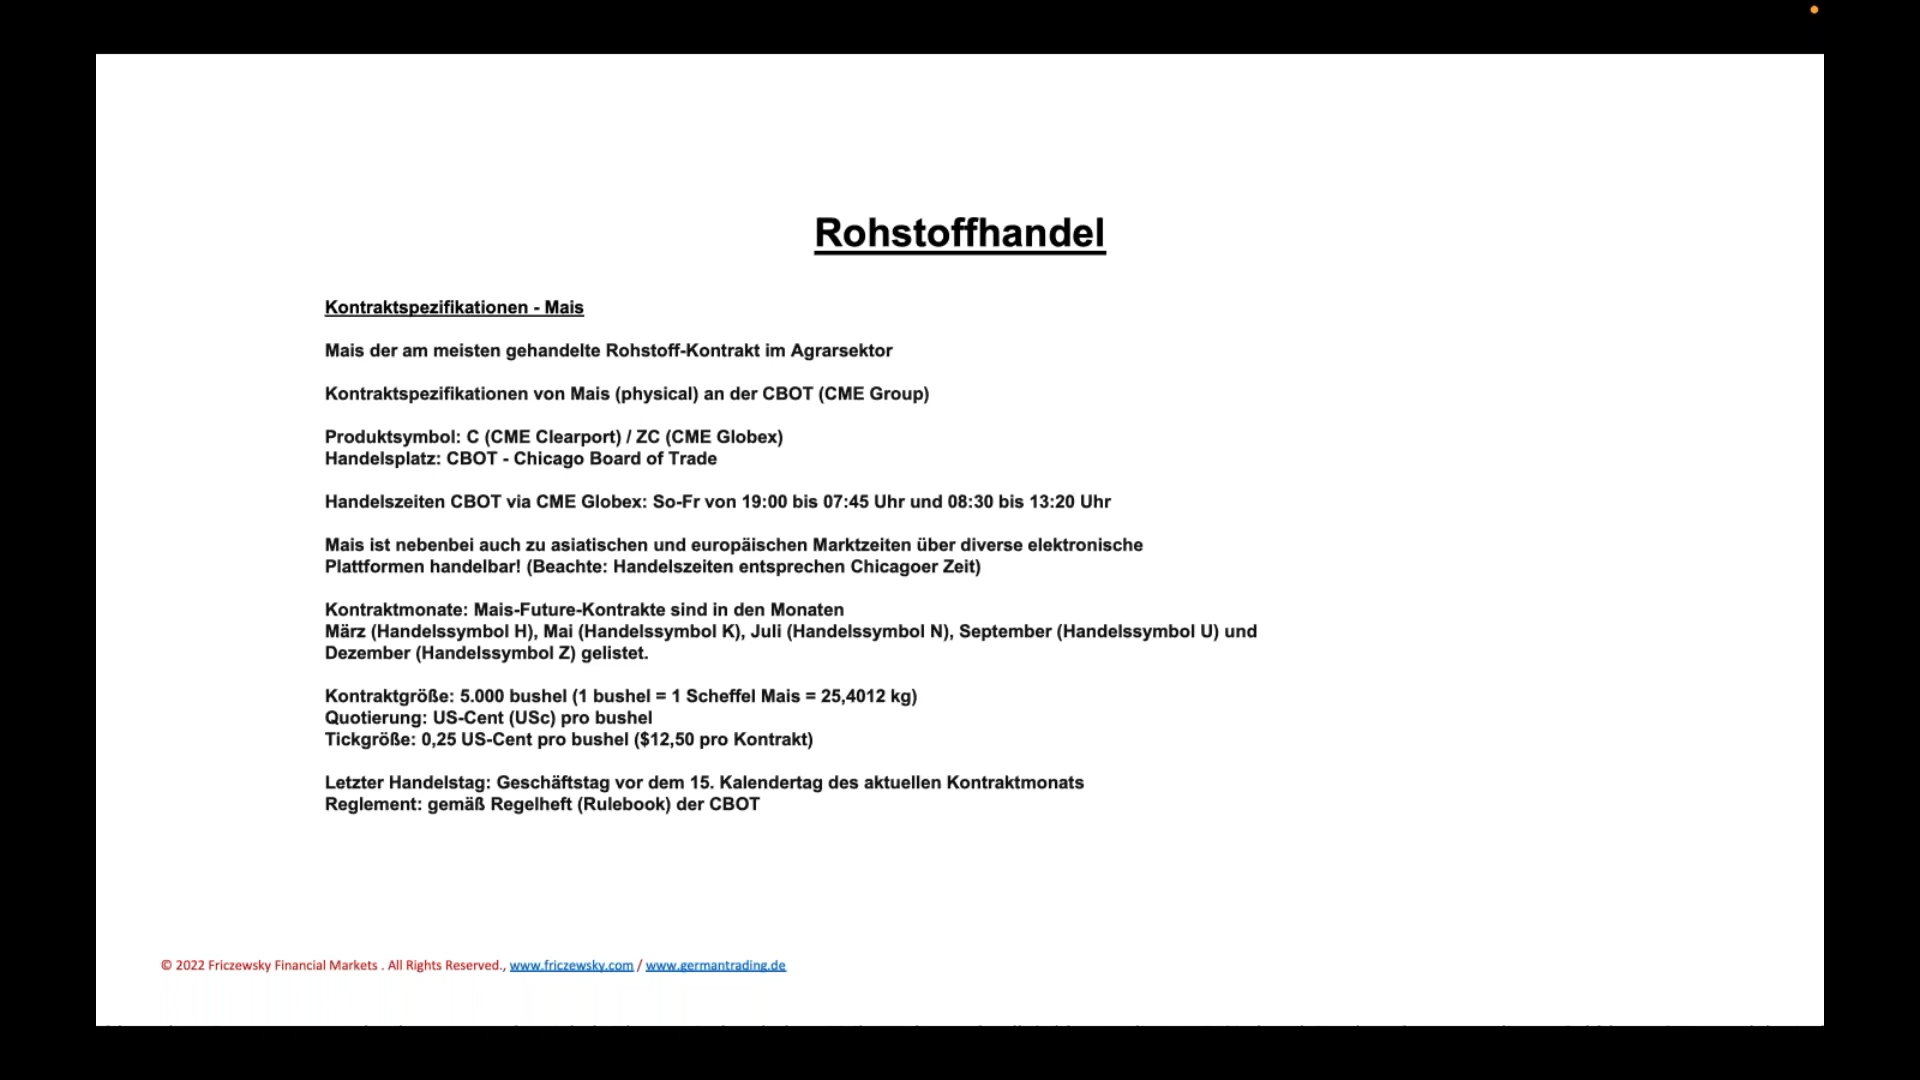 Rohstoffhandel
Kontraktspezifikationen - Mais
Mais der am meisten gehandelte Rohstoff-Kontrakt im Agrarsektor
Kontraktspezifikationen von Mais (physical) an der CBOT (CME Group)
Produktsymbol: C (CME Clearport) / ZC (CME Globex)
Handelsplatz: CBOT - Chicago Board of Trade
Handelszeiten CBOT via CME Globex: So-Fr von 19:00 bis 07:45 Uhr und 08:30 bis 13:20 Uhr
Mais ist nebenbei auch zu asiatischen und europäischen Marktzeiten über diverse elektronische
Plattformen handelbar! (Beachte: Handelszeiten entsprechen Chicagoer Zeit)
Kontraktmonate: Mais-Future-Kontrakte sind in den Monaten
März (Handelssymbol H), Mai (Handelssymbol K), Juli (Handelssymbol N), September (Handelssymbol U) und
Dezember (Handelssymbol Z) gelistet.
Kontraktgröße: 5.000 bushel (1 bushel = 1 Scheffel Mais = 25,4012 kg)
Quotierung: US-Cent (USc) pro bushel
Tickgröße: 0,25 US-Cent pro bushel ($12,50 pro Kontrakt)
Letzter Handelstag: Geschäftstag vor dem 15. Kalendertag des aktuellen Kontraktmonats
Reglement: gemäß Regelheft (Rulebook) der CBOT
© 2022 Friczewsky Financial Markets . All Rights Reserved., www.friczewsky.com / www.germantrading.de